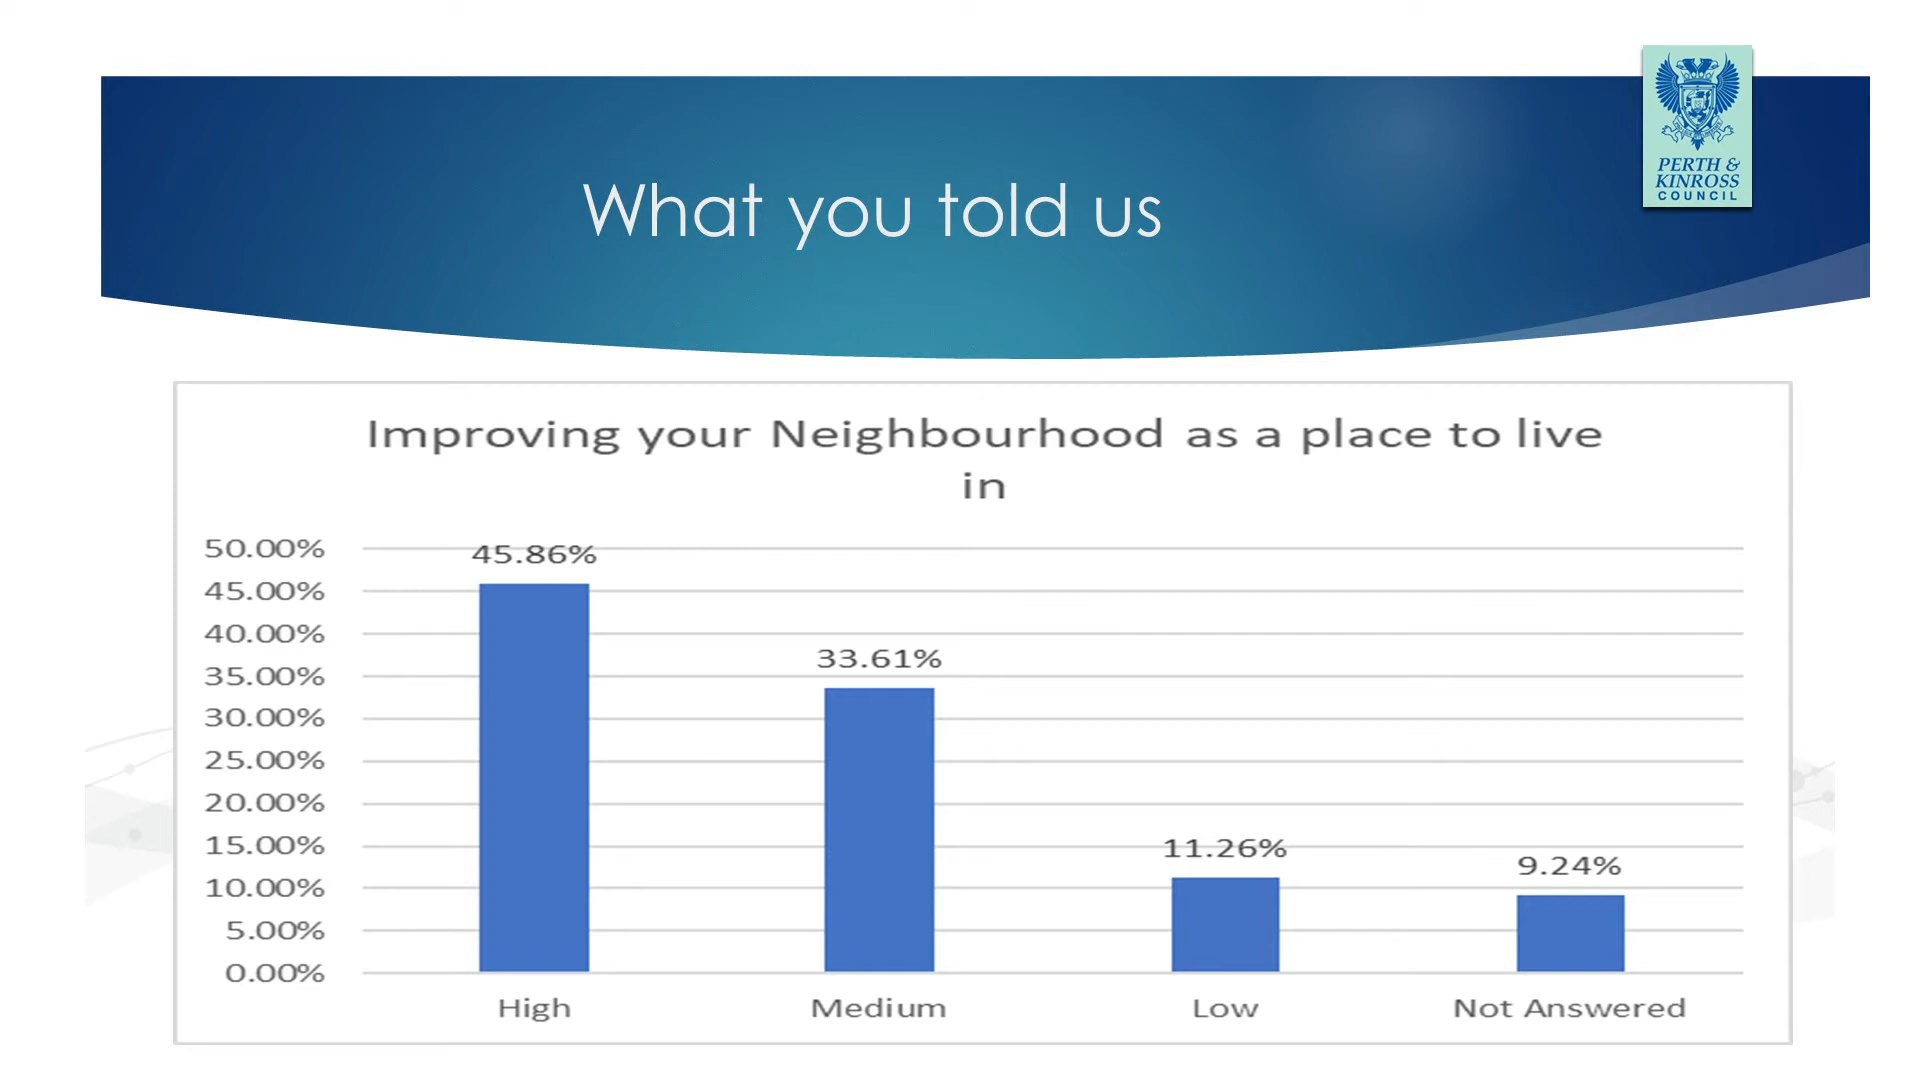 What you told us
PERTH &
KINROSS
COUNCIL
Improving your Neighbourhood as a place to live
in
50.00%
45.00%
40.00%
35.00%
30.00%
25.00%
20.00%
15.00%
10.00%
5.00%
0.00%
45.86%
33.61%
11.26%
9.24%
High
Medium
Low
Not Answered